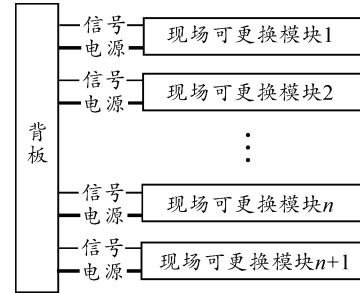 背板
信号
电源
现场可更换模块1
信号
电源
现场可更换模块2
⋮
信号
电源
现场可更换模块n
信号
电源
现场可更换模块n+1